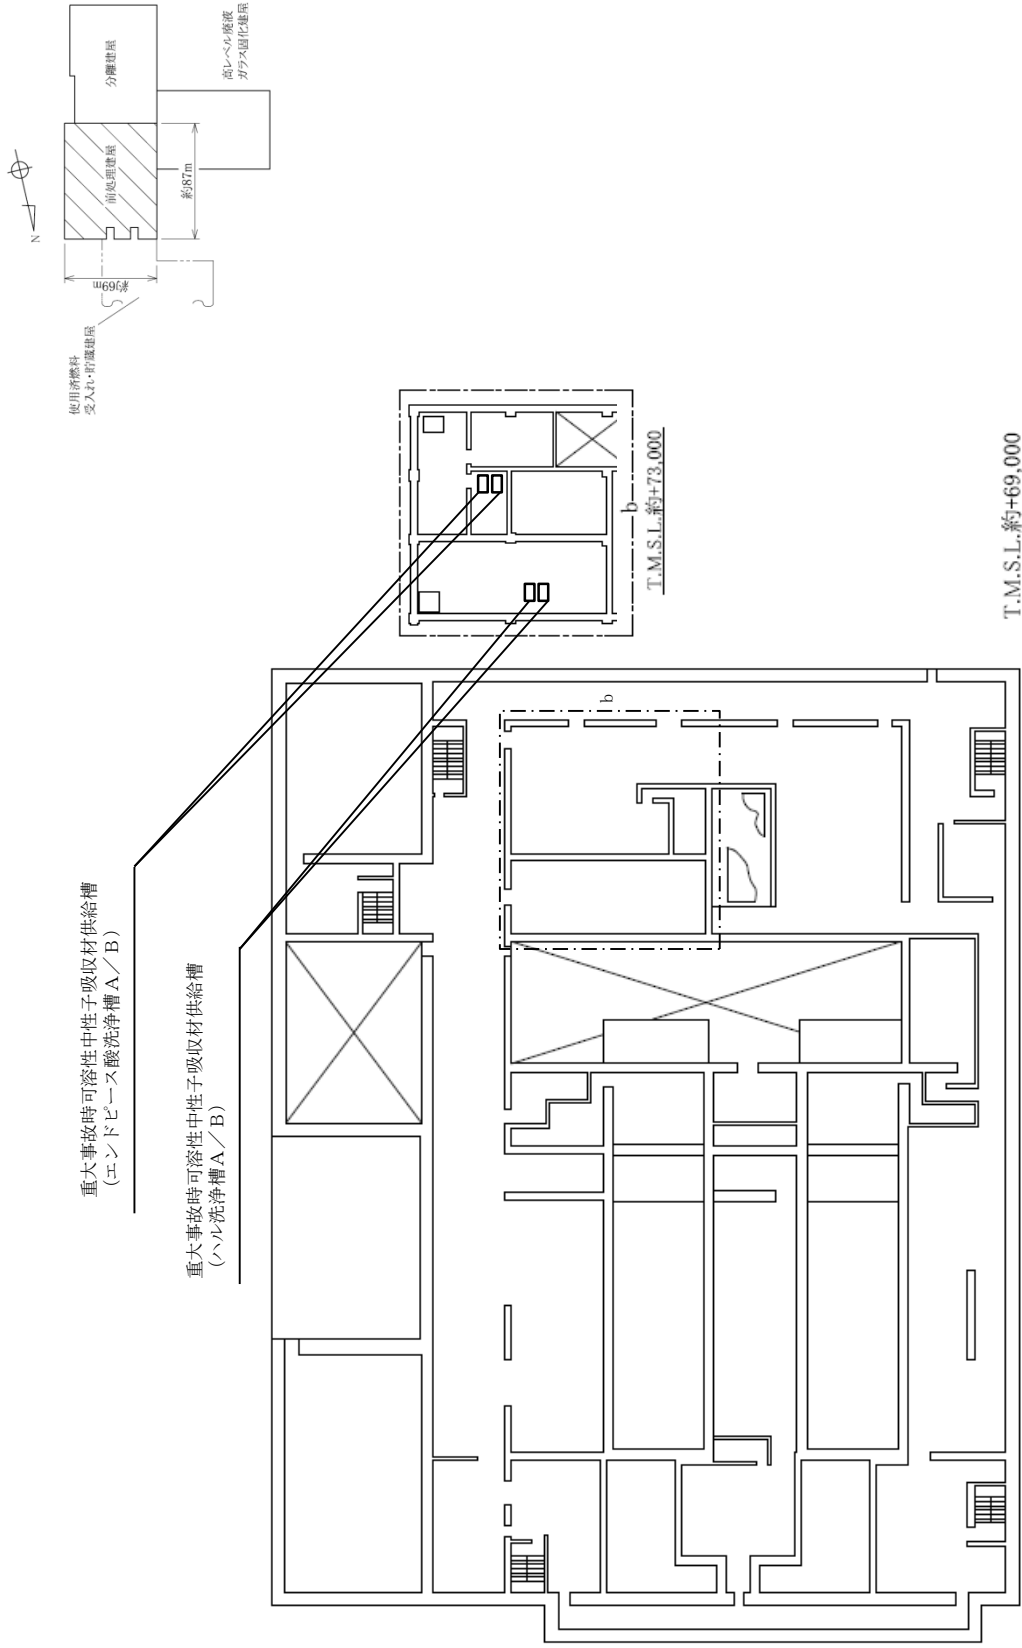 N
約69m
前処理建屋
約87m
分離建屋
高レベル廃液
ガラス固化建屋
使用済燃料
受入れ・貯蔵建屋
重大事故時可溶性中性子吸収材供給槽
(エンドピース酸洗浄槽A/B)
重大事故時可溶性中性子吸収材供給槽
(ハル洗浄槽A/B)
b
T.M.S.L.約+73,000
b
T.M.S.L.約+69,000